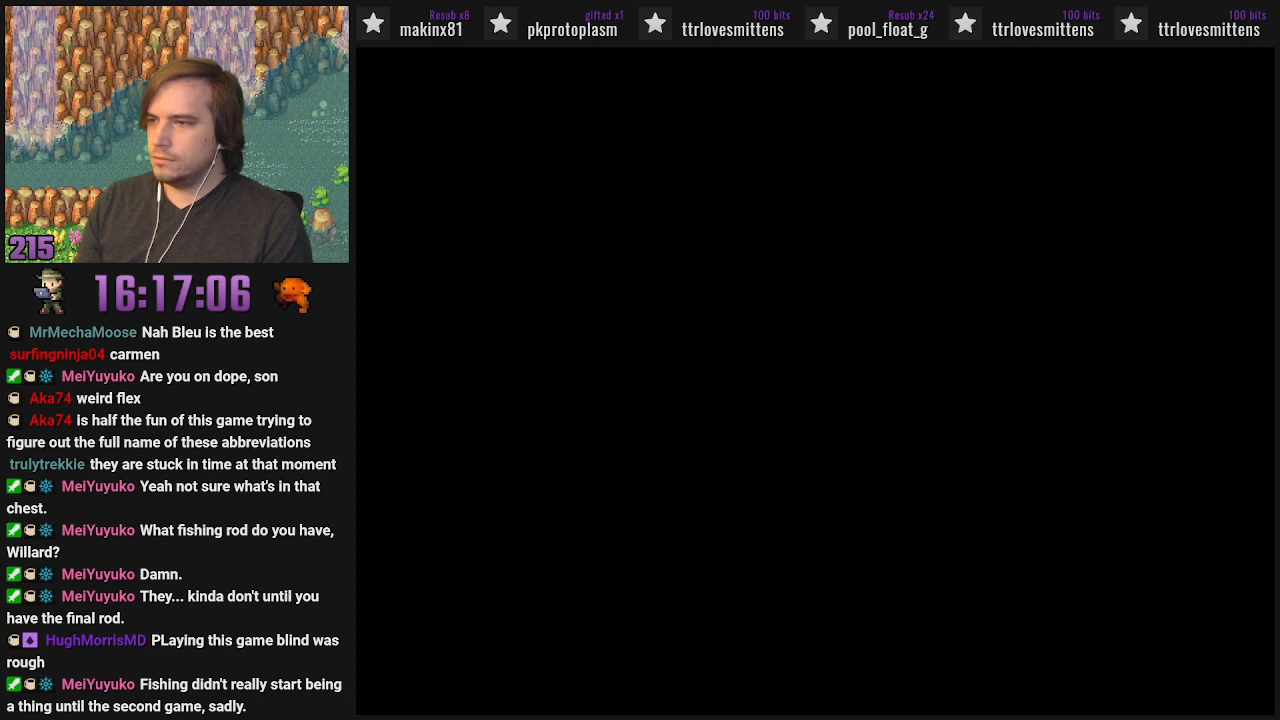 Resub x8
makinx81
gifted x1
pkprotoplasm
100 bits
ttrlovesmittens
Resub x24
pool_float_g
100 bits
ttrlovesmittens
100 bits
ttrlovesmittens
215
16:17:06
MrMechaMoose Nah Bleu is the best
surfingninja04 carmen
MeiYuyuko Are you on dope, son
Aka74 weird flex
Aka74 is half the fun of this game trying to
figure out the full name of these abbreviations
trulytrekkie they are stuck in time at that moment
MeiYuyuko Yeah not sure what's in that
chest.
MeiYuyuko What fishing rod do you have,
Willard?
MeiYuyuko Damn.
MeiYuyuko They... kinda don't until you
have the final rod.
HughMorrisMD PLaying this game blind was
rough
MeiYuyuko Fishing didn't really start being
a thing until the second game, sadly.